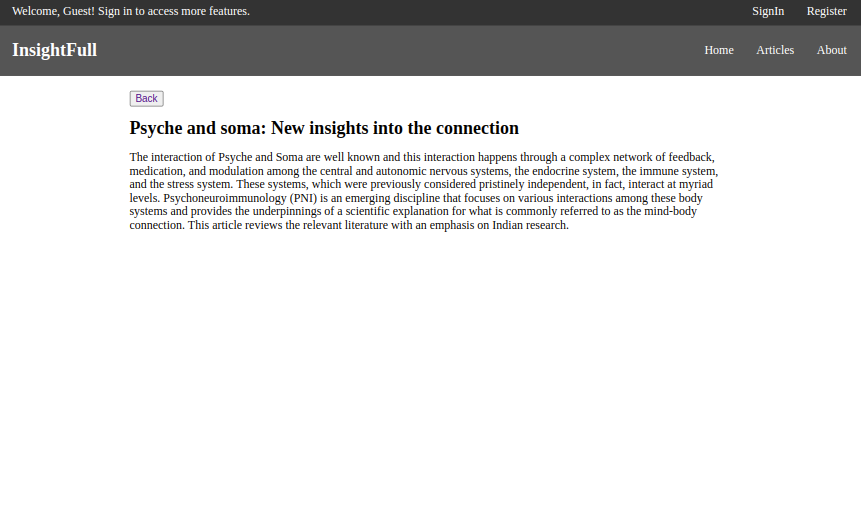 Welcome, Guest! Sign in to access more features.
SignIn
Register
InsightFull
Home
Articles
About
Back
Psyche and soma: New insights into the connection
The interaction of Psyche and Soma are well known and this interaction happens through a complex network of feedback,
medication, and modulation among the central and autonomic nervous systems, the endocrine system, the immune system,
and the stress system. These systems, which were previously considered pristinely independent, in fact, interact at myriad
levels. Psychoneuroimmunology (PNI) is an emerging discipline that focuses on various interactions among these body
systems and provides the underpinnings of a scientific explanation for what is commonly referred to as the mind-body
connection. This article reviews the relevant literature with an emphasis on Indian research.